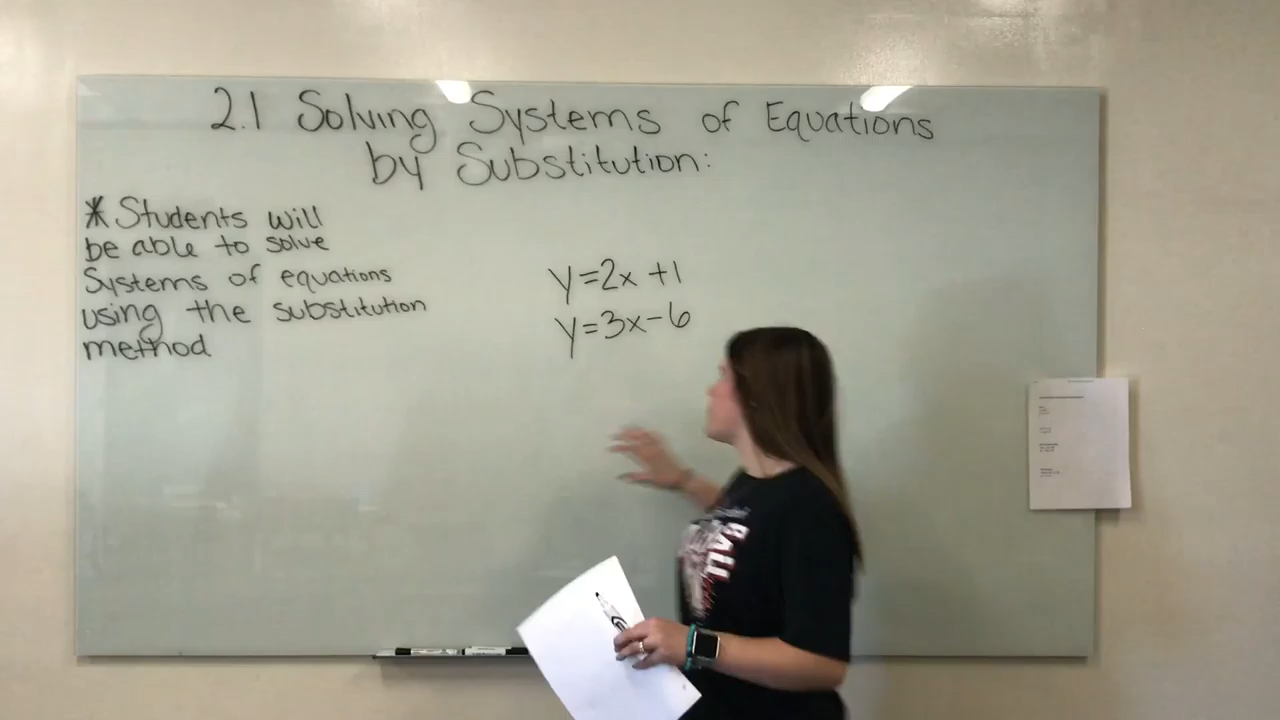 2.1 Solving Systems of Equations
by Substitution:
* Students will
be able to solve
Systems of equations
using the substitution
method
y=2x +1
y=3x-6
BALL